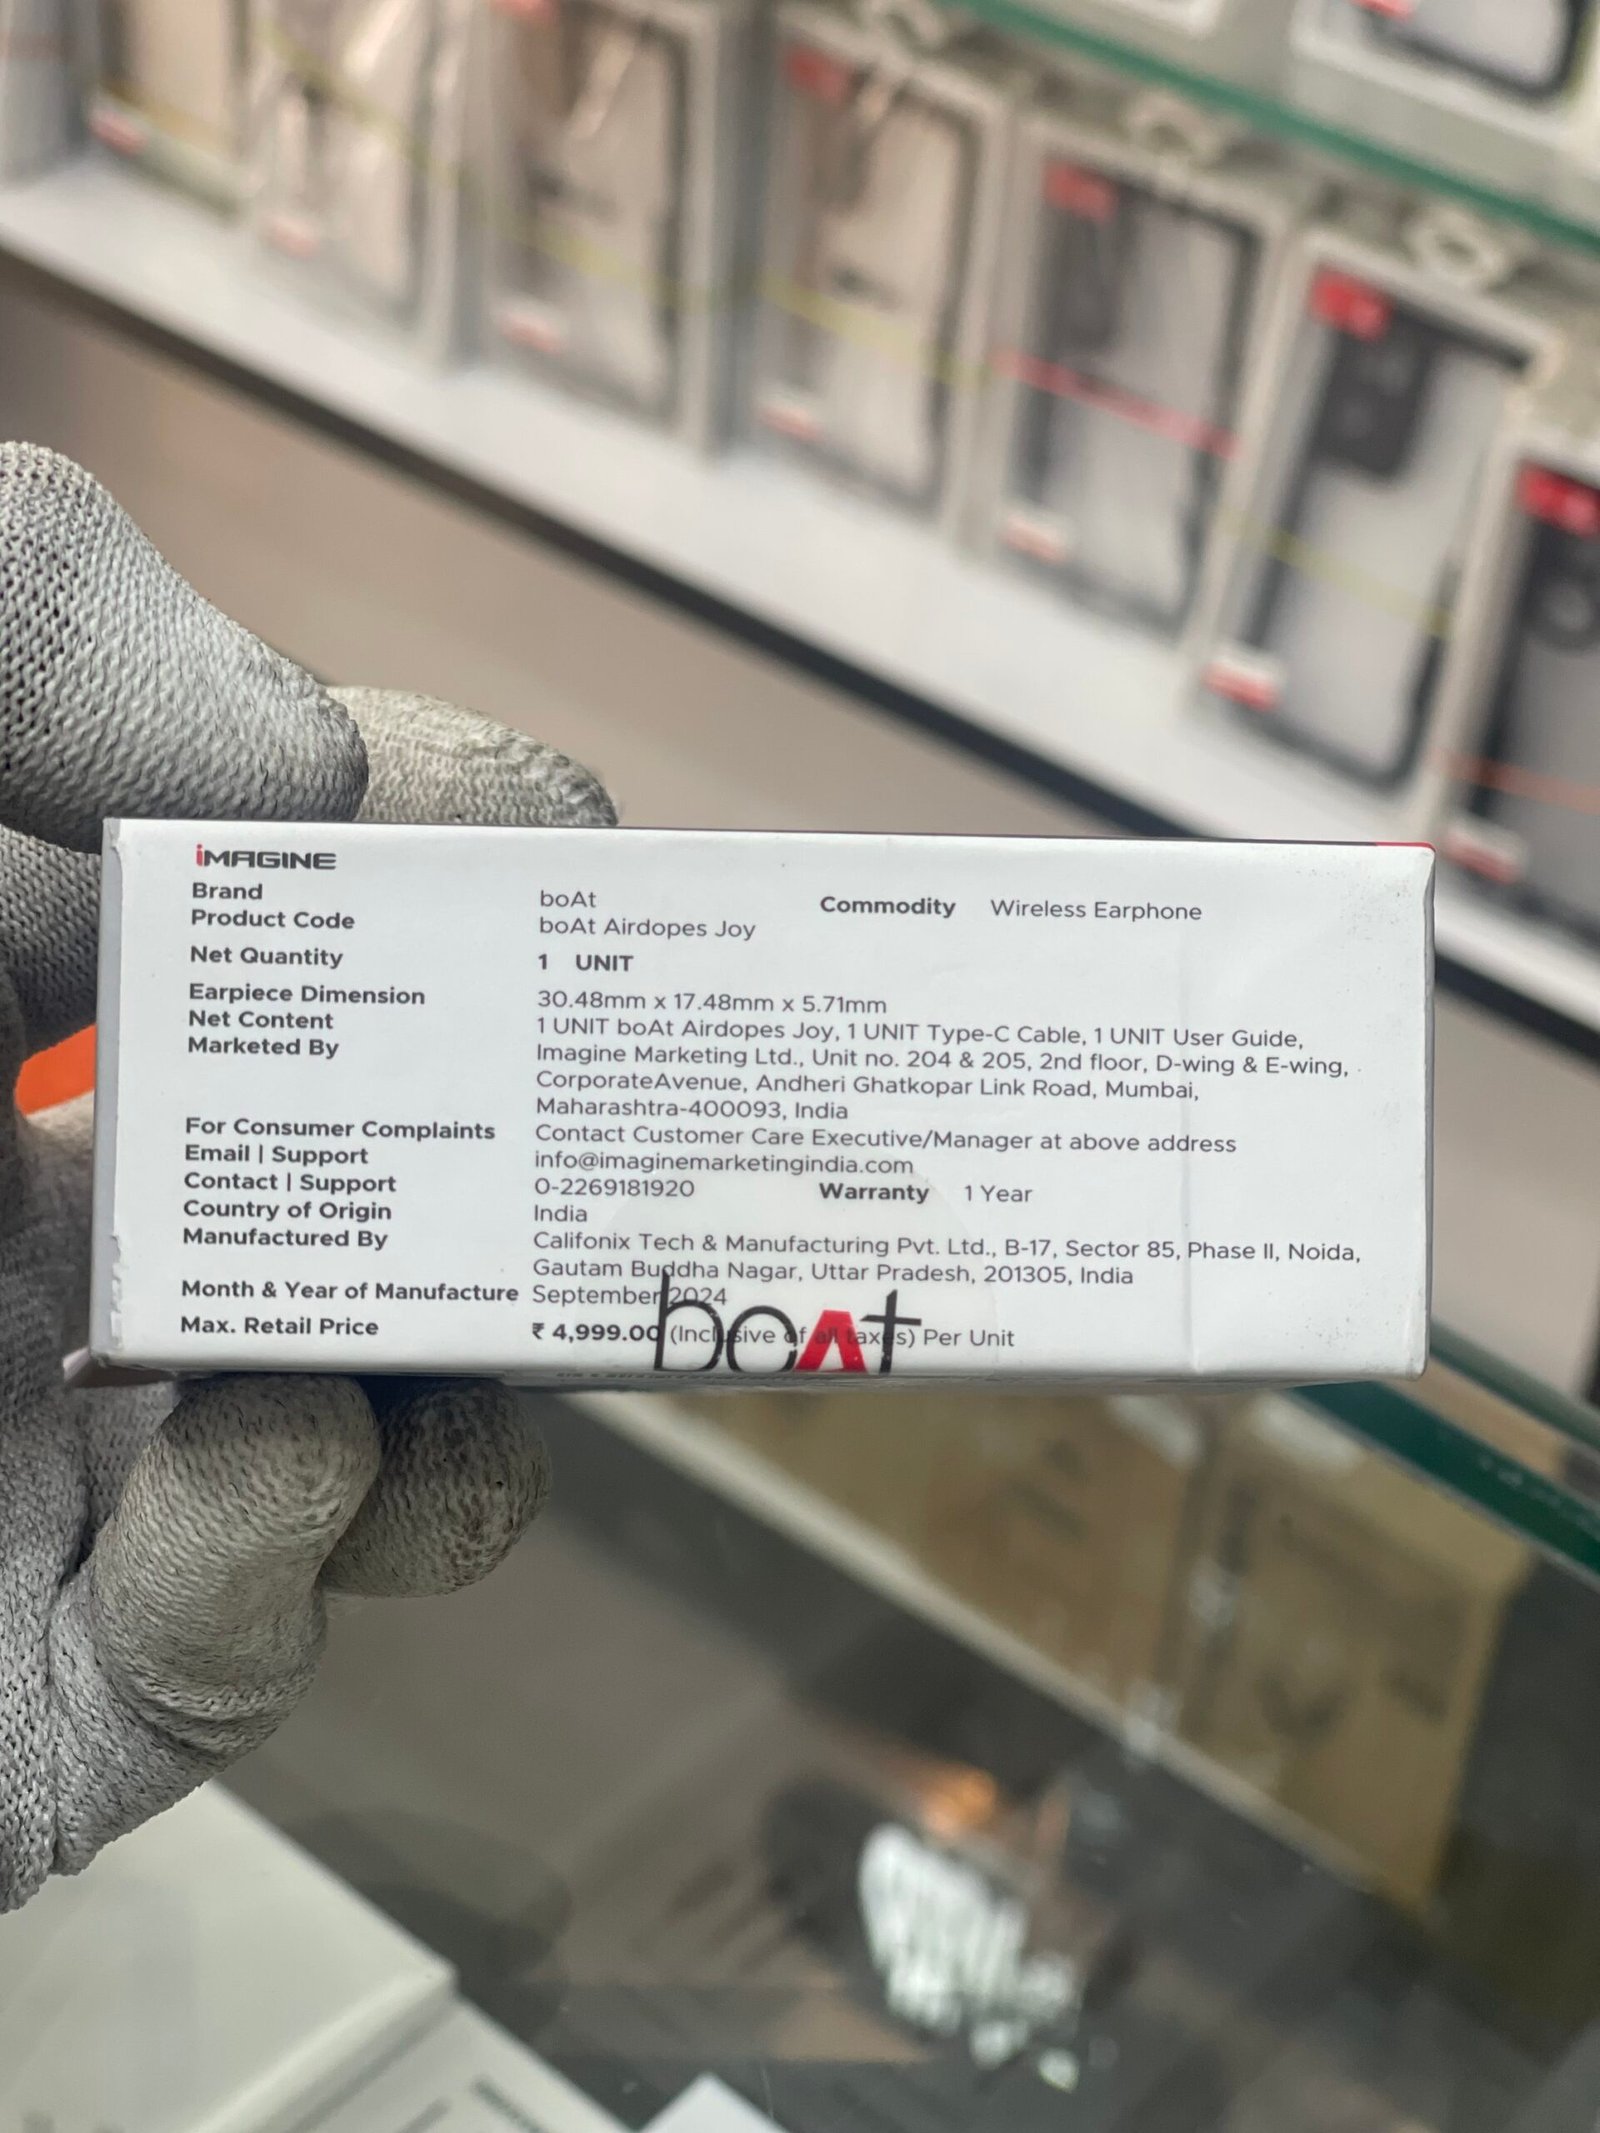 iMAGINE
Brand boAt Commodity Wireless Earphone
Product Code boAt Airdopes Joy
Net Quantity 1 UNIT
Earpiece Dimension 30.48mm x 17.48mm x 5.71mm
Net Content 1 UNIT boAt Airdopes Joy, 1 UNIT Type-C Cable, 1 UNIT User Guide,
Marketed By Imagine Marketing Ltd., Unit no. 204 & 205, 2nd floor, D-wing & E-wing,
CorporateAvenue, Andheri Ghatkopar Link Road, Mumbai,
Maharashtra-400093, India
For Consumer Complaints Contact Customer Care Executive/Manager at above address
Email | Support info@imaginemarketingindia.com
Contact | Support 0-2269181920 Warranty 1 Year
Country of Origin India
Manufactured By Califonix Tech & Manufacturing Pvt. Ltd., B-17, Sector 85, Phase II, Noida,
Gautam Buddha Nagar, Uttar Pradesh, 201305, India
Month & Year of Manufacture September 2024
Max. Retail Price ₹ 4,999.00 (Inclusive of all taxes) Per Unit
boAt